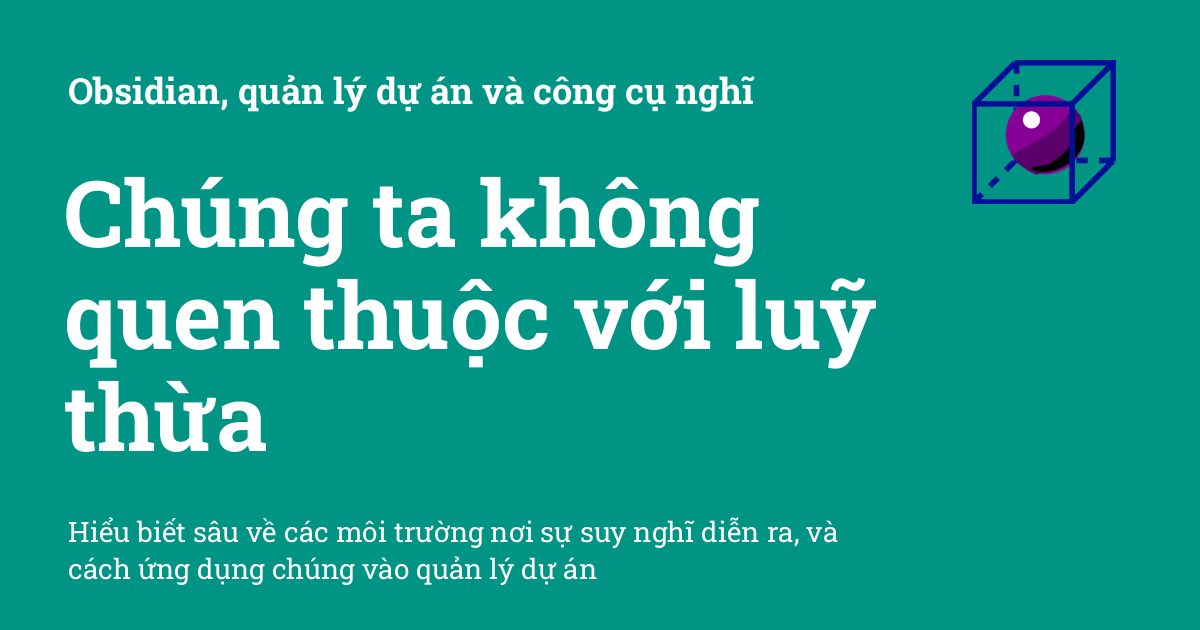 Obsidian, quản lý dự án và công cụ nghĩ
Chúng ta không
quen thuộc với luỹ
thừa
Hiểu biết sâu về các môi trường nơi sự suy nghĩ diễn ra, và
cách ứng dụng chúng vào quản lý dự án